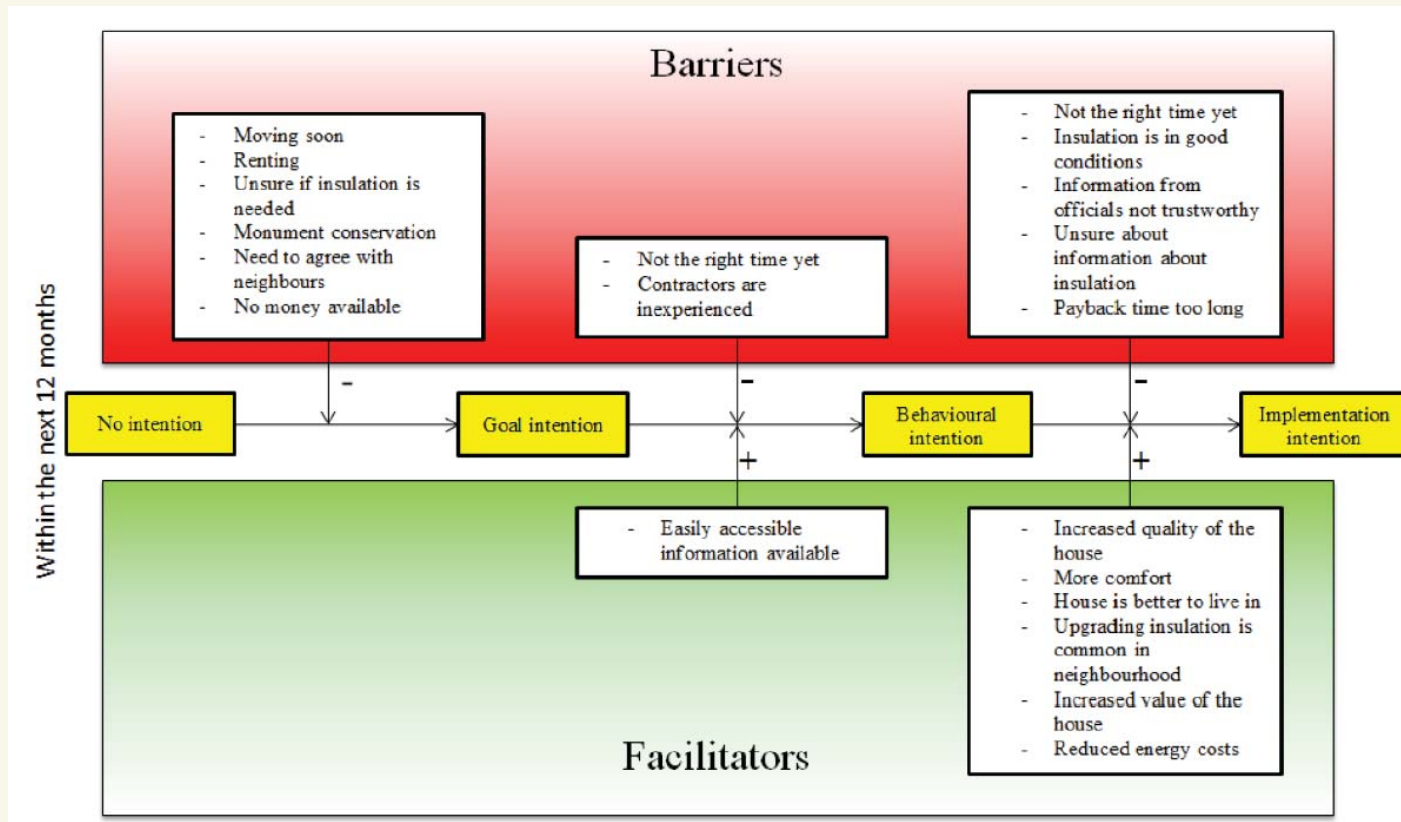 Barriers
- Moving soon
- Renting
- Unsure if insulation is
needed
- Monument conservation
- Need to agree with
neighbours
- No money available
- Not the right time yet
- Contractors are
inexperienced
- Not the right time yet
- Insulation is in good
conditions
- Information from
officials not trustworthy
- Unsure about
information about
insulation
- Payback time too long
Within the next 12 months
-
-
-
No intention
Goal intention
Behavioural
intention
Implementation
intention
+
+
- Easily accessible
information available
- Increased quality of the
house
- More comfort
- House is better to live in
- Upgrading insulation is
common in
neighbourhood
- Increased value of the
house
- Reduced energy costs
Facilitators